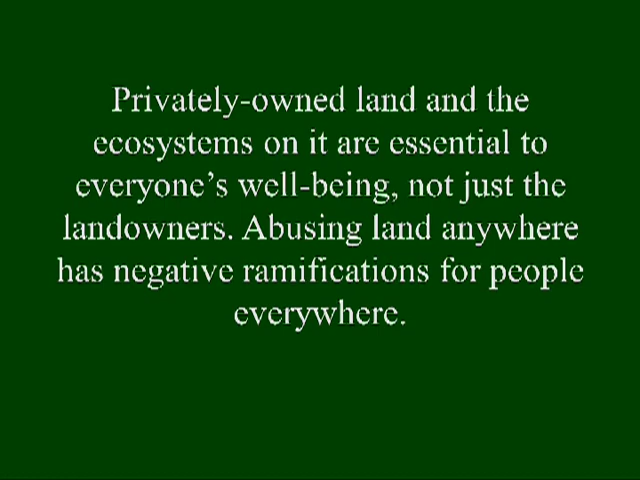 Privately-owned land and the
ecosystems on it are essential to
everyone’s well-being, not just the
landowners. Abusing land anywhere
has negative ramifications for people
everywhere.